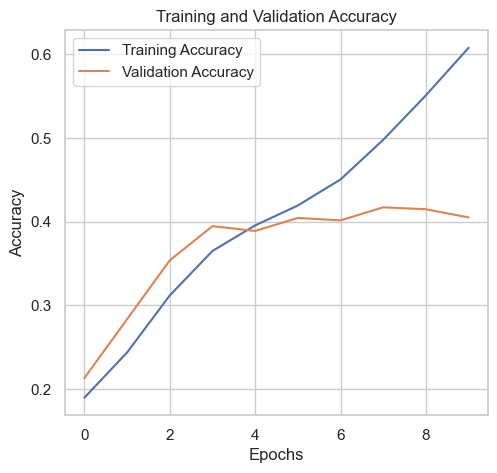 Training and Validation Accuracy
Training Accuracy
Validation Accuracy
Accuracy
0.6
0.5
0.4
0.3
0.2
0 2 4 6 8
Epochs